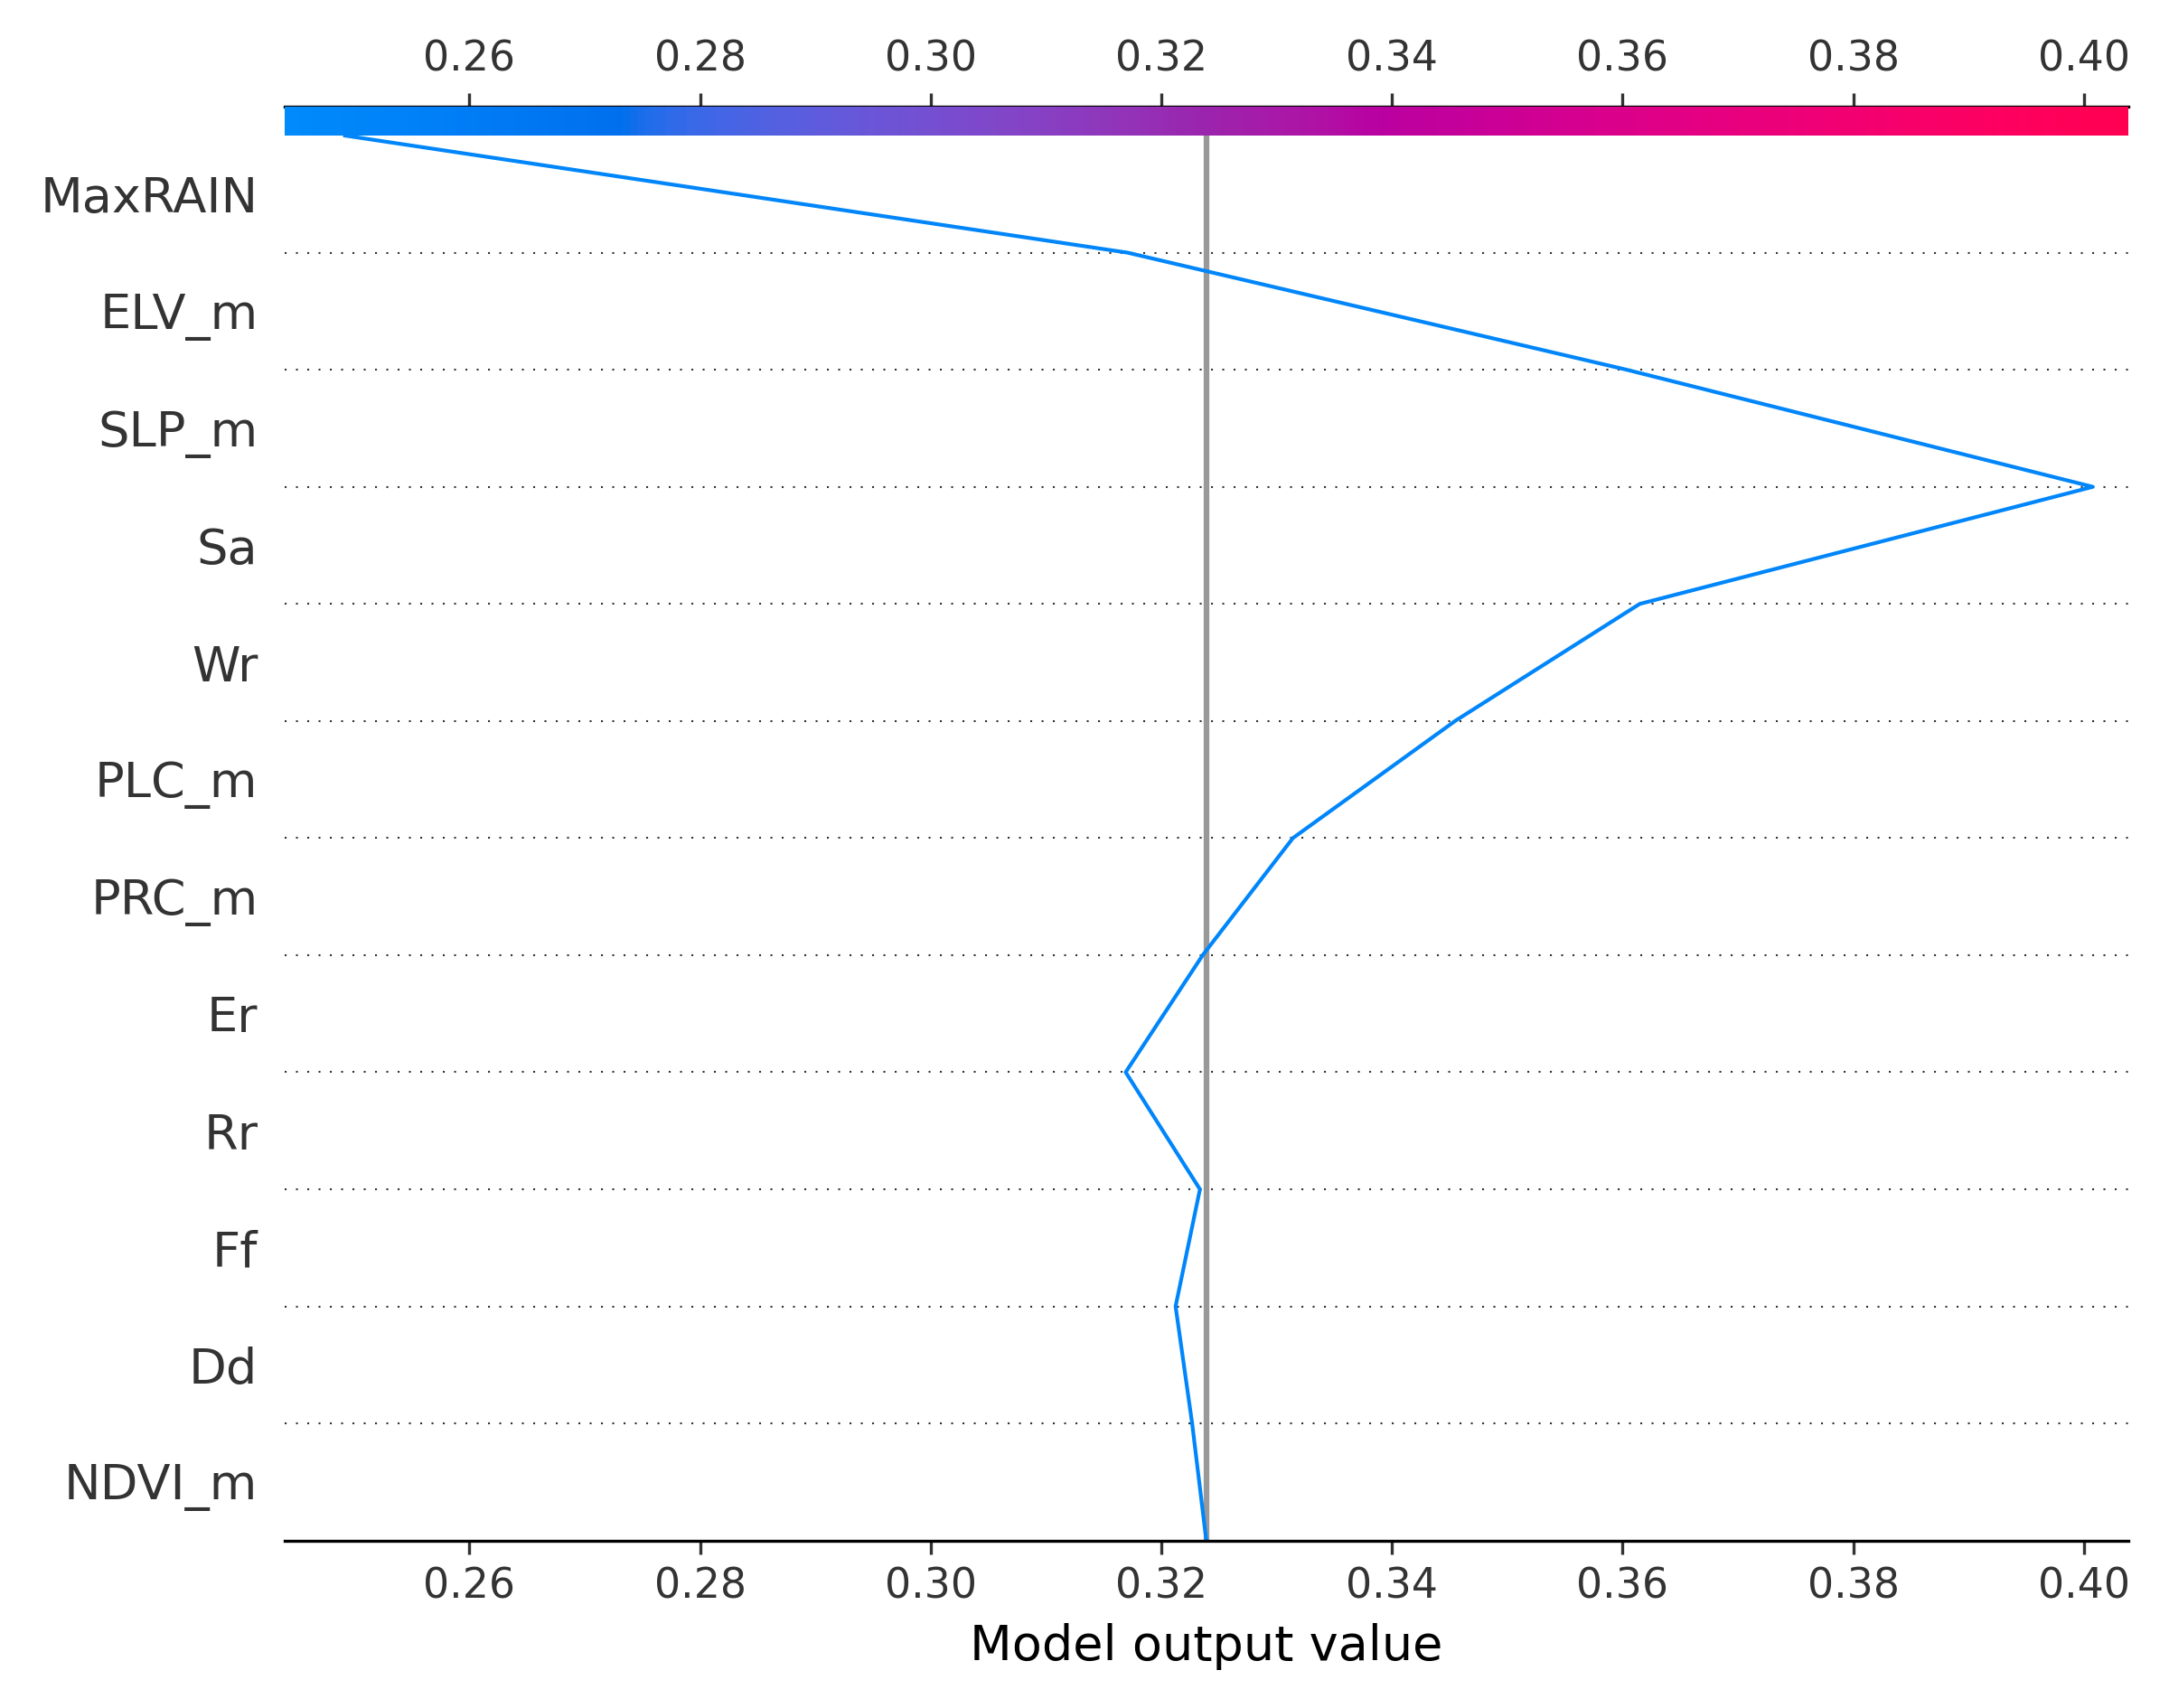 0.26 0.28 0.30 0.32 0.34 0.36 0.38 0.40
MaxRAIN
ELV_m
SLP_m
Sa
Wr
PLC_m
PRC_m
Er
Rr
Ff
Dd
NDVI_m
0.26 0.28 0.30 0.32 0.34 0.36 0.38 0.40
Model output value